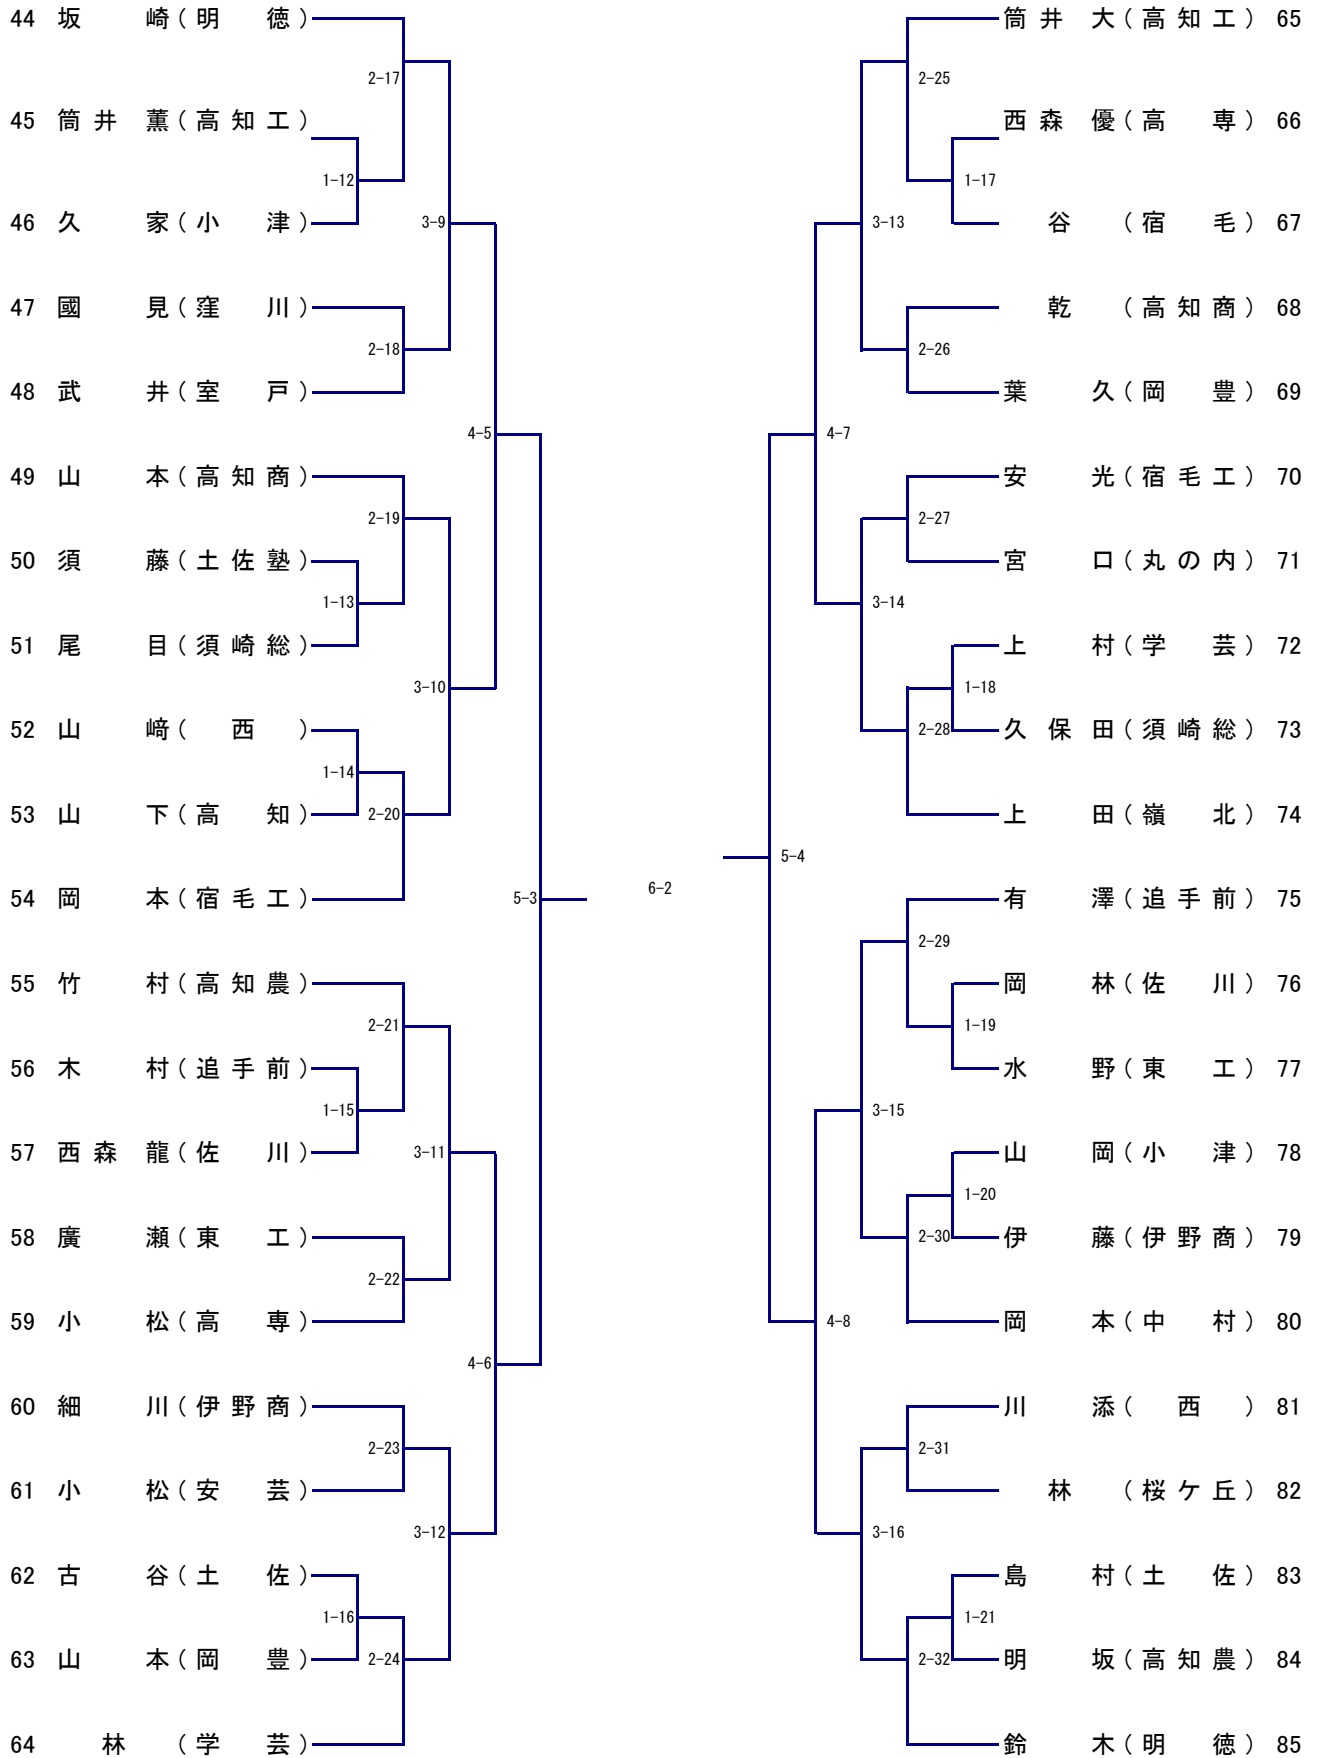 44 坂 崎（明 徳） 筒井 大（高知工） 65
2-17 2-25
45 筒井 薫（高知工） 西森 優（高 専） 66
1-12 1-17
46 久 家（小 津） 3-9 3-13 谷 （宿 毛） 67
47 國 見（窪 川） 乾 （高知商） 68
2-18 2-26
48 武 井（室 戸） 葉 久（岡 豊） 69
4-5 4-7
49 山 本（高知商） 安 光（宿毛工） 70
2-19 2-27
50 須 藤（土佐塾） 宮 口（丸の内） 71
1-13 3-14
51 尾 目（須崎総） 上 村（学 芸） 72
3-10 1-18
52 山 﨑（ 西 ） 2-28 久保田（須崎総） 73
1-14
53 山 下（高 知） 2-20 上 田（嶺 北） 74
5-4
6-2
54 岡 本（宿毛工） 5-3 有 澤（追手前） 75
2-29
55 竹 村（高知農） 岡 林（佐 川） 76
2-21 1-19
56 木 村（追手前） 水 野（東 工） 77
1-15 3-15
57 西森 龍（佐 川） 3-11 山 岡（小 津） 78
1-20
58 廣 瀬（東 工） 2-30 伊 藤（伊野商） 79
2-22
59 小 松（高 専） 4-8 岡 本（中 村） 80
4-6
60 細 川（伊野商） 川 添（ 西 ） 81
2-23 2-31
61 小 松（安 芸） 林 （桜ケ丘） 82
3-12 3-16
62 古 谷（土 佐） 島 村（土 佐） 83
1-16 1-21
63 山 本（岡 豊） 2-24 2-32 明 坂（高知農） 84
64 林 （学 芸） 鈴 木（明 徳） 85